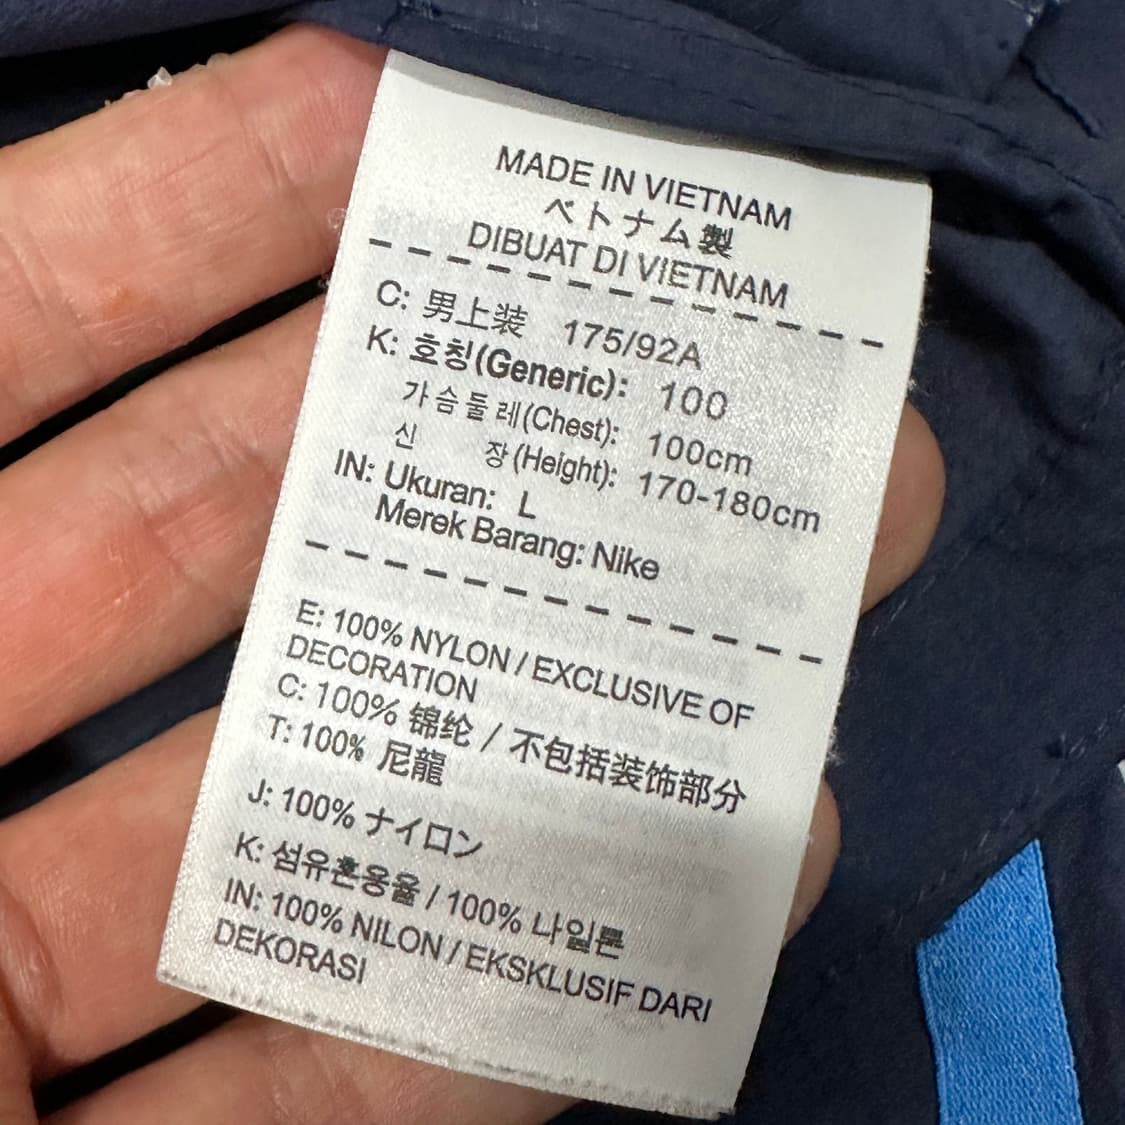 MADE IN VIETNAM
ベトナム製
DIBUAT DI VIETNAM
C: 男上装 175/92A
K: 호칭(Generic): 100
가슴둘레(Chest): 100cm
신 장(Height): 170-180cm
IN: Ukuran: L
Merek Barang: Nike
E: 100% NYLON / EXCLUSIVE OF
DECORATION
C: 100% 锦纶 / 不包括装饰部分
T: 100% 尼龍
J: 100% ナイロン
K: 섬유혼용율 / 100% 나일론
IN: 100% NILON / EKSKLUSIF DARI
DEKORASI